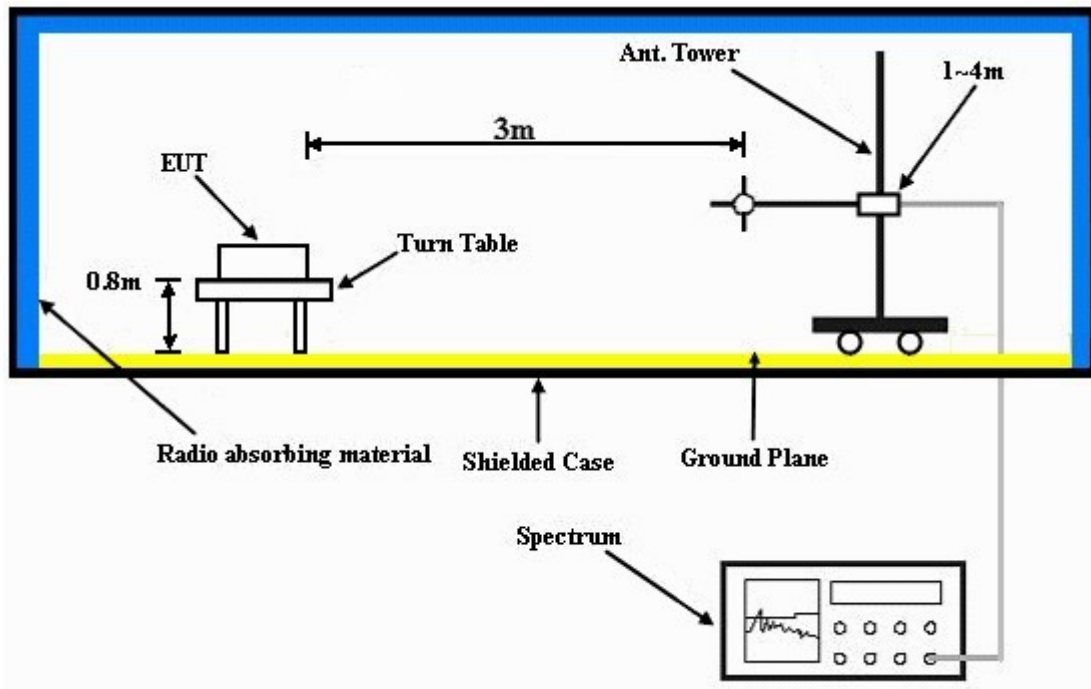 Ant. Tower
1~4m
3m
EUT
Turn Table
0.8m
Radio absorbing material
Shielded Case
Ground Plane
Spectrum